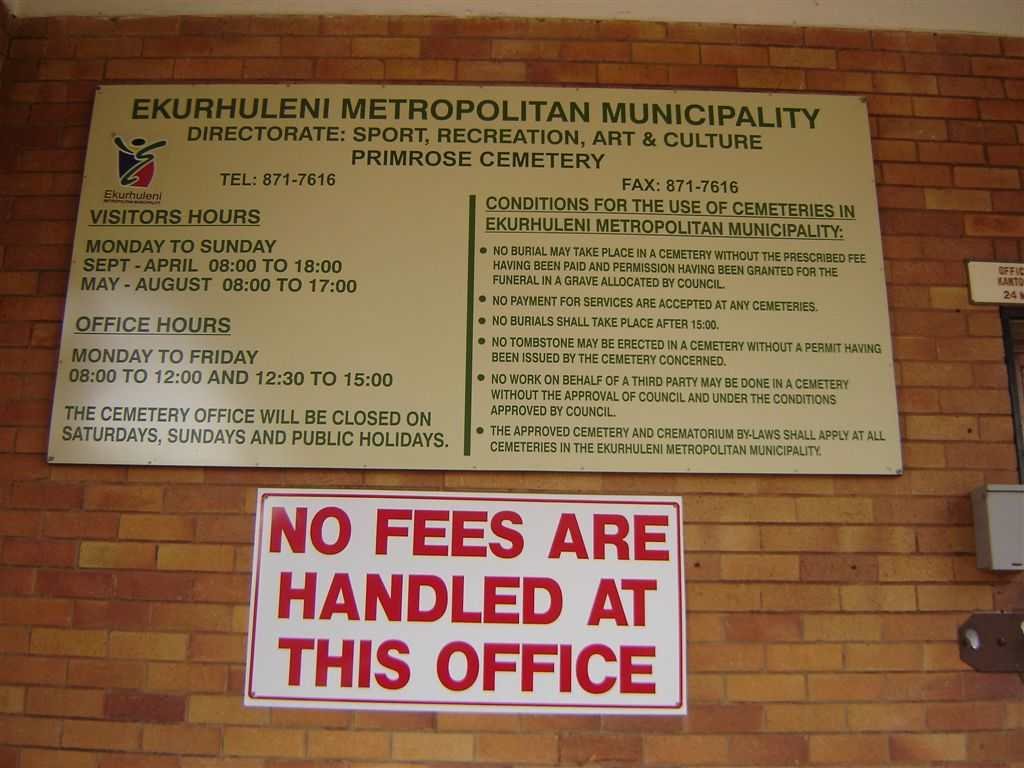 EKURHULENI METROPOLITAN MUNICIPALITY
DIRECTORATE: SPORT, RECREATION, ART & CULTURE
PRIMROSE CEMETERY
Ekurhuleni
METROPOLITAN MUNICIPALITY
TEL: 871-7616
FAX: 871-7616
VISITORS HOURS
MONDAY TO SUNDAY
SEPT - APRIL 08:00 TO 18:00
MAY - AUGUST 08:00 TO 17:00
OFFICE HOURS
MONDAY TO FRIDAY
08:00 TO 12:00 AND 12:30 TO 15:00
THE CEMETERY OFFICE WILL BE CLOSED ON
SATURDAYS, SUNDAYS AND PUBLIC HOLIDAYS.
CONDITIONS FOR THE USE OF CEMETERIES IN
EKURHULENI METROPOLITAN MUNICIPALITY:
• NO BURIAL MAY TAKE PLACE IN A CEMETERY WITHOUT THE PRESCRIBED FEE
HAVING BEEN PAID AND PERMISSION HAVING BEEN GRANTED FOR THE
FUNERAL IN A GRAVE ALLOCATED BY COUNCIL.
• NO PAYMENT FOR SERVICES ARE ACCEPTED AT ANY CEMETERIES.
• NO BURIALS SHALL TAKE PLACE AFTER 15:00.
• NO TOMBSTONE MAY BE ERECTED IN A CEMETERY WITHOUT A PERMIT HAVING
BEEN ISSUED BY THE CEMETERY CONCERNED.
• NO WORK ON BEHALF OF A THIRD PARTY MAY BE DONE IN A CEMETERY
WITHOUT THE APPROVAL OF COUNCIL AND UNDER THE CONDITIONS
APPROVED BY COUNCIL.
• THE APPROVED CEMETERY AND CREMATORIUM BY-LAWS SHALL APPLY AT ALL
CEMETERIES IN THE EKURHULENI METROPOLITAN MUNICIPALITY.
NO FEES ARE
HANDLED AT
THIS OFFICE
OFFIC
KANTO
24